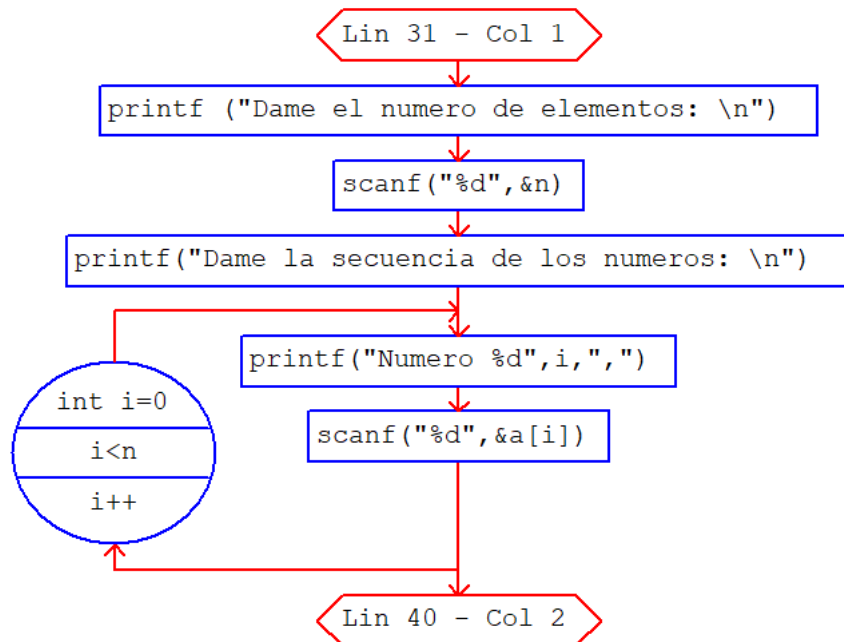 Lin 31 - Col 1
printf ("Dame el numero de elementos: \n")
scanf("%d",&n)
printf("Dame la secuencia de los numeros: \n")
printf("Numero %d",i,",")
int i=0
scanf("%d",&a[i])
i<n
i++
Lin 40 - Col 2